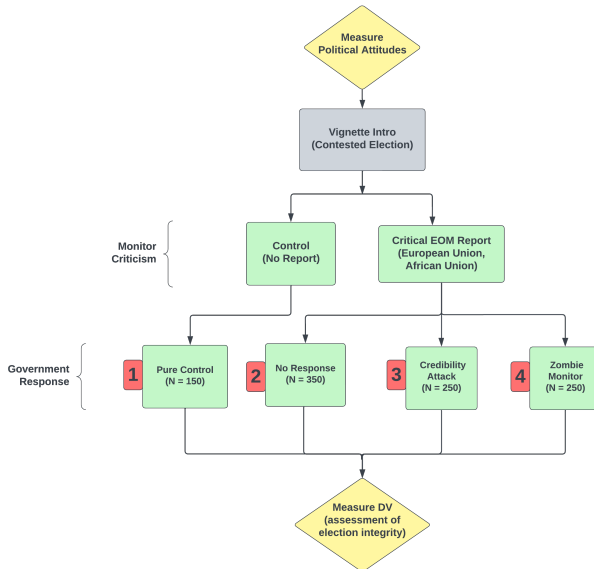 Measure
Political Attitudes
Vignette Intro
(Contested Election)
Monitor
Criticism
Control
(No Report)
Critical EOM Report
(European Union,
African Union)
Government
Response
1
Pure Control
(N = 150)
2
No Response
(N = 350)
3
Credibility
Attack
(N = 250)
4
Zombie
Monitor
(N = 250)
Measure DV
(assessment of
election integrity)